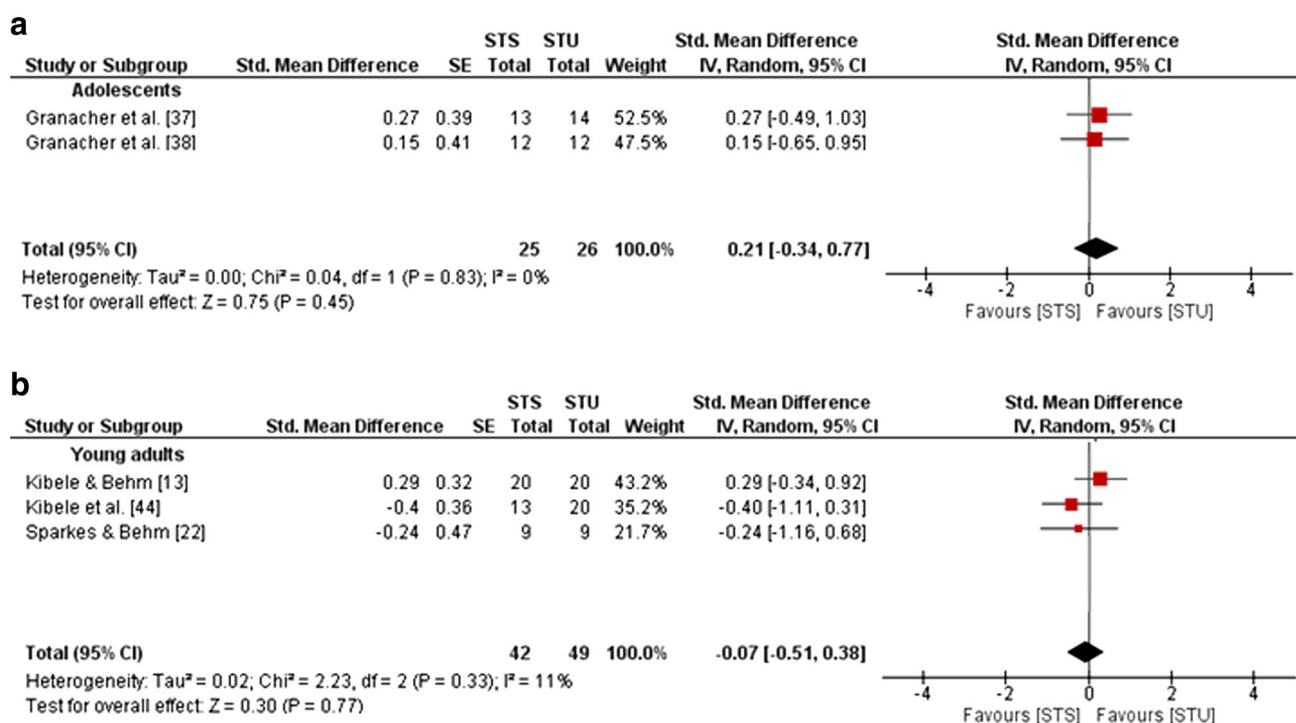 a
STS STU Std. Mean Difference Std. Mean Difference
Study or Subgroup Std. Mean Difference SE Total Total Weight IV, Random, 95% CI IV, Random, 95% CI
Adolescents
Granacher et al. [37] 0.27 0.39 13 14 52.5% 0.27 [-0.49, 1.03]
Granacher et al. [38] 0.15 0.41 12 12 47.5% 0.15 [-0.65, 0.95]
Total (95% CI) 25 26 100.0% 0.21 [-0.34, 0.77]
Heterogeneity: Tau² = 0.00; Chi² = 0.04, df = 1 (P = 0.83); I² = 0%
Test for overall effect: Z = 0.75 (P = 0.45)
-4 -2 0 2 4
Favours [STS] Favours [STU]
b
STS STU Std. Mean Difference Std. Mean Difference
Study or Subgroup Std. Mean Difference SE Total Total Weight IV, Random, 95% CI IV, Random, 95% CI
Young adults
Kibele & Behm [13] 0.29 0.32 20 20 43.2% 0.29 [-0.34, 0.92]
Kibele et al. [44] -0.4 0.36 13 20 35.2% -0.40 [-1.11, 0.31]
Sparkes & Behm [22] -0.24 0.47 9 9 21.7% -0.24 [-1.16, 0.68]
Total (95% CI) 42 49 100.0% -0.07 [-0.51, 0.38]
Heterogeneity: Tau² = 0.02; Chi² = 2.23, df = 2 (P = 0.33); I² = 11%
Test for overall effect: Z = 0.30 (P = 0.77)
-4 -2 0 2 4
Favours [STS] Favours [STU]